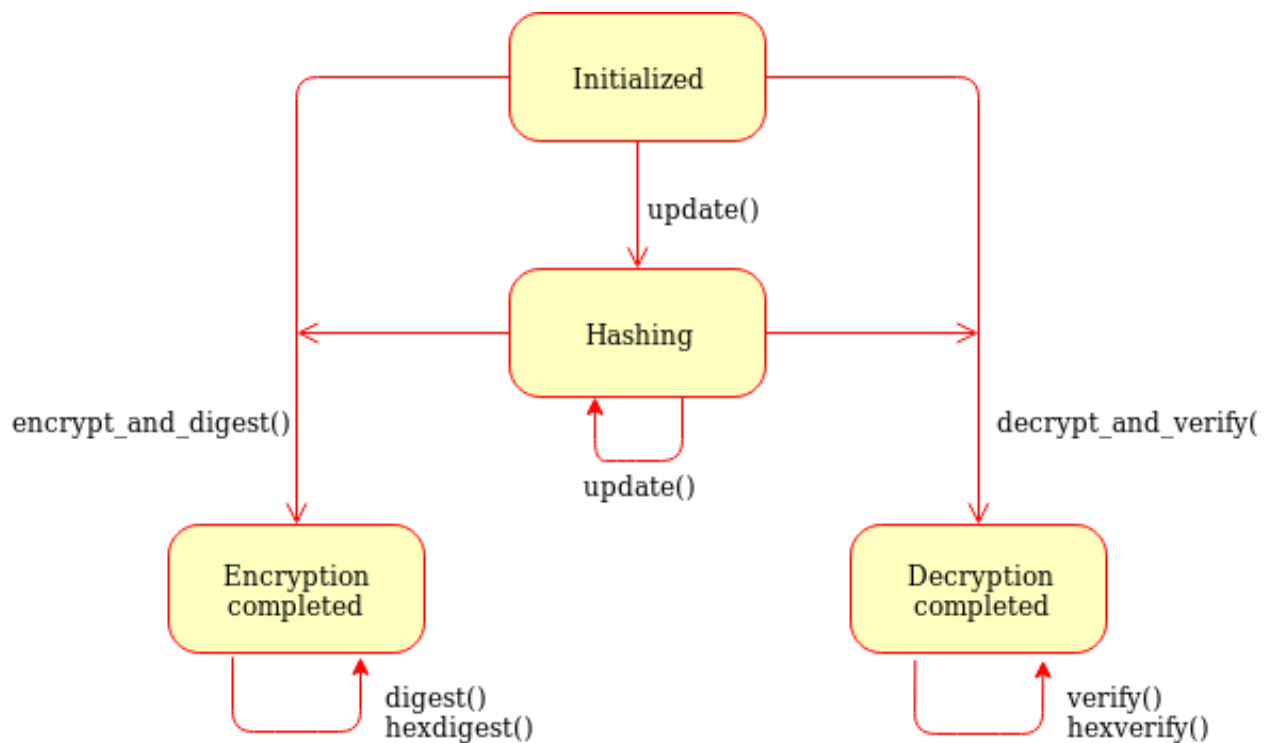 Initialized
update()
Hashing
encrypt_and_digest()
decrypt_and_verify()
update()
Encryption
completed
Decryption
completed
digest()
hexdigest()
verify()
hexverify()